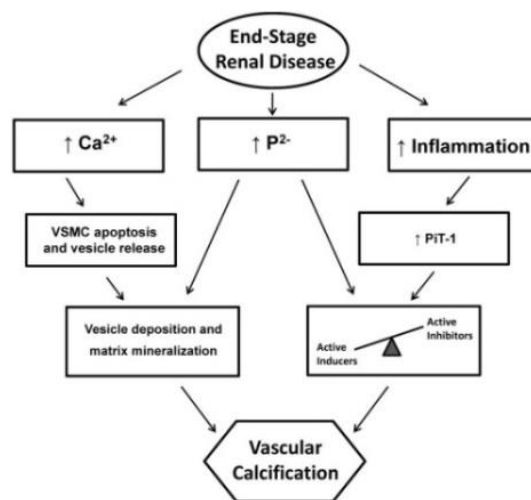 End-Stage
Renal Disease
↑ Ca²⁺
↑ P²⁻
↑ Inflammation
VSMC apoptosis
and vesicle release
↑ PiT-1
Vesicle deposition and
matrix mineralization
Active
Inhibitors
Active
Inducers
Vascular
Calcification